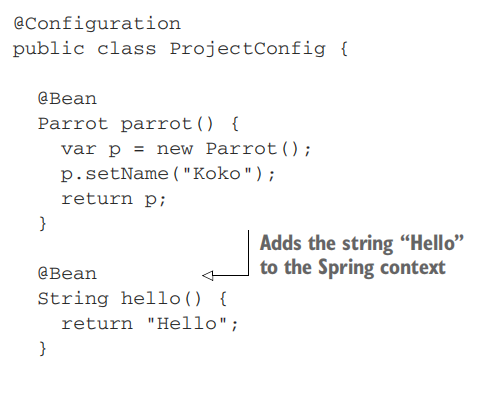 @Configuration
public class ProjectConfig {
@Bean
Parrot parrot() {
var p = new Parrot();
p.setName("Koko");
return p;
}
Adds the string “Hello”
to the Spring context
@Bean
String hello() {
return "Hello";
}